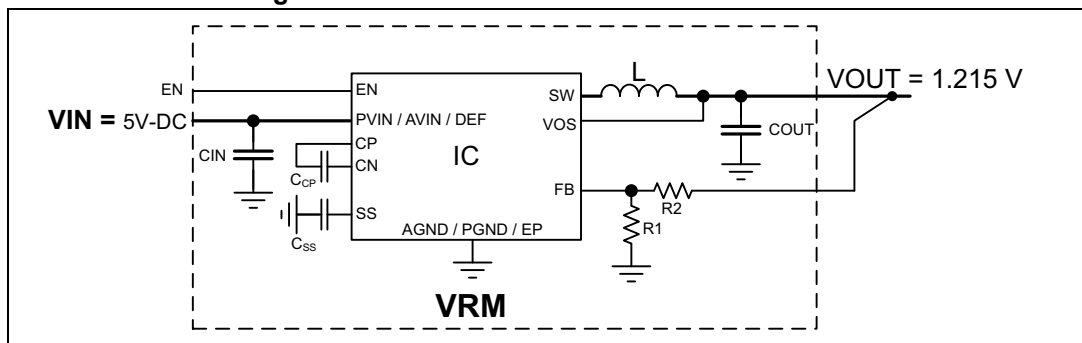 EN
EN
SW
L
VOUT = 1.215 V
VIN = 5V-DC
PVIN / AVIN / DEF
VOS
COUT
CIN
CP
CN
IC
CCP
FB
R2
SS
R1
CSS
AGND / PGND / EP
VRM